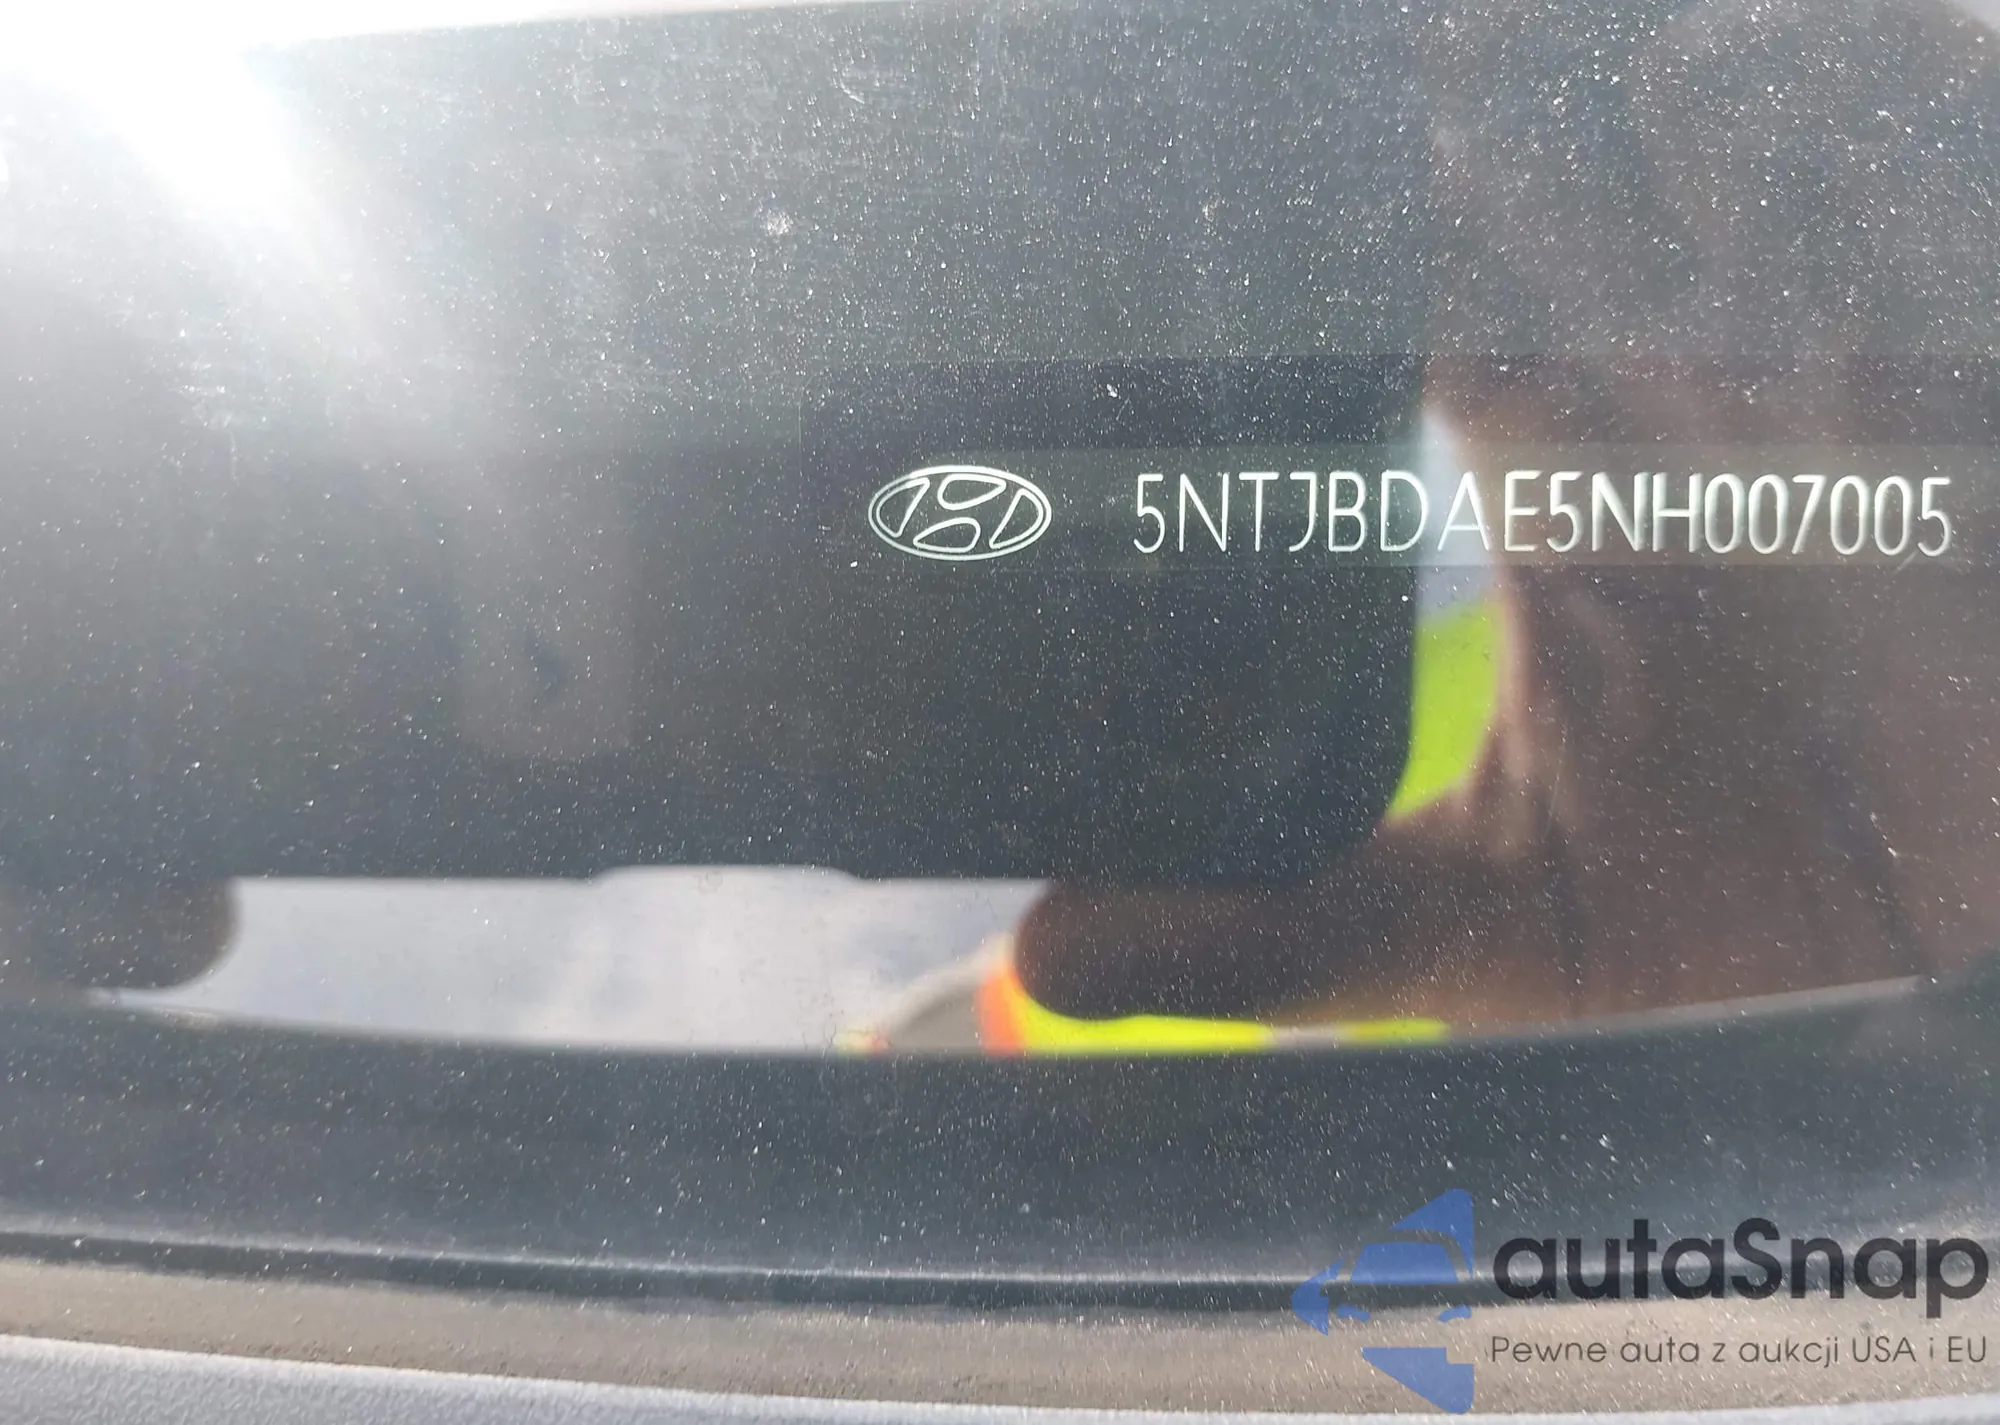 5NTJBDAE5NH007005
autaSnap
Pewne auta z aukcji USA i EU